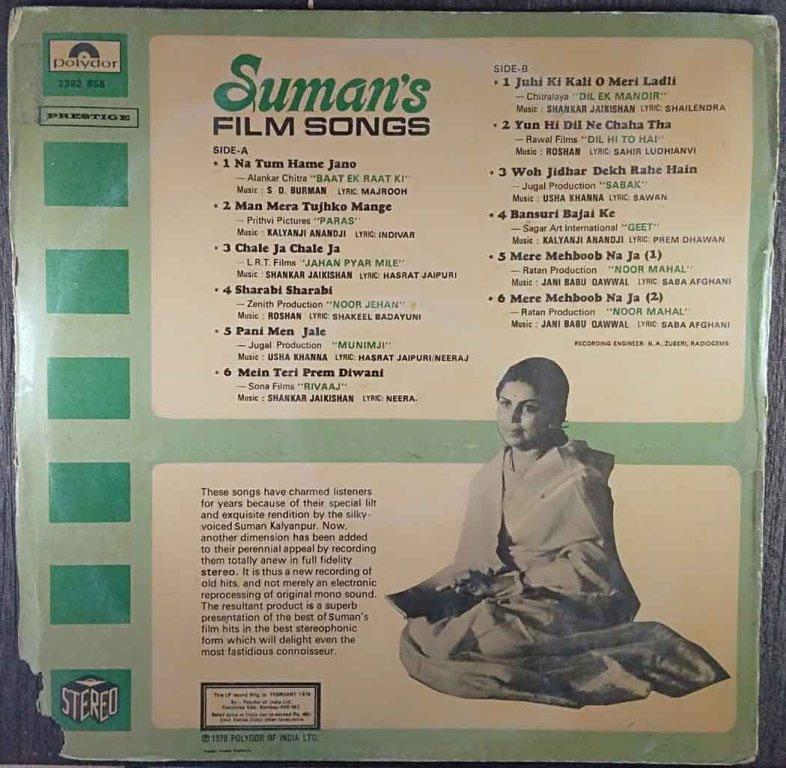 polydor
2392 868
PRESTIGE
Suman's
FILM SONGS
SIDE-A
• 1 Na Tum Hame Jano
— Alankar Chitra "BAAT EK RAAT KI"
Music : S D. BURMAN LYRIC: MAJROOH
• 2 Man Mera Tujhko Mange
— Prithvi Pictures "PARAS"
Music : KALYANJI ANANDJI LYRIC: INDIVAR
• 3 Chale Ja Chale Ja
— L.R.T. Films "JAHAN PYAR MILE"
Music : SHANKAR JAIKISHAN LYRIC: HASRAT JAIPURI
• 4 Sharabi Sharabi
— Zenith Production "NOOR JEHAN"
Music : ROSHAN LYRIC: SHAKEEL BADAYUNI
• 5 Pani Men Jale
— Jugal Production "MUNIMJI"
Music : USHA KHANNA LYRIC: HASRAT JAIPURI/NEERAJ
• 6 Mein Teri Prem Diwani
— Sona Films "RIVAAJ"
Music : SHANKAR JAIKISHAN LYRIC: NEERA.
SIDE-B
• 1 Juhi Ki Kali O Meri Ladli
— Chitralaya "DIL EK MANDIR"
Music : SHANKAR JAIKISHAN LYRIC: SHAILENDRA
• 2 Yun Hi Dil Ne Chaha Tha
— Rawal Films "DIL HI TO HAI"
Music : ROSHAN LYRIC: SAHIR LUDHIANVI
• 3 Woh Jidhar Dekh Rahe Hain
— Jugal Production "SABAK"
Music : USHA KHANNA LYRIC: SAWAN
• 4 Bansuri Bajai Ke
— Sagar Art International "GEET"
Music : KALYANJI ANANDJI LYRIC: PREM DHAWAN
• 5 Mere Mehboob Na Ja (1)
— Ratan Production "NOOR MAHAL"
Music : JANI BABU QAWWAL LYRIC: SABA AFGHANI
• 6 Mere Mehboob Na Ja (2)
— Ratan Production "NOOR MAHAL"
Music : JANI BABU QAWWAL LYRIC: SABA AFGHANI
RECORDING ENGINEER: N.A. ZUBERI, RADIOGEMS
These songs have charmed listeners
for years because of their special lilt
and exquisite rendition by the silky-
voiced Suman Kalyanpur. Now,
another dimension has been added
to their perennial appeal by recording
them totally anew in full fidelity
stereo. It is thus a new recording of
old hits, and not merely an electronic
reprocessing of original mono sound.
The resultant product is a superb
presentation of the best of Suman's
film hits in the best stereophonic
form which will delight even the
most fastidious connoisseur.
STEREO
This LP record Mfg. in FEBRUARY 1979
By:- Polydor of India Ltd.
Ⓟ 1979 POLYDOR OF INDIA LTD.